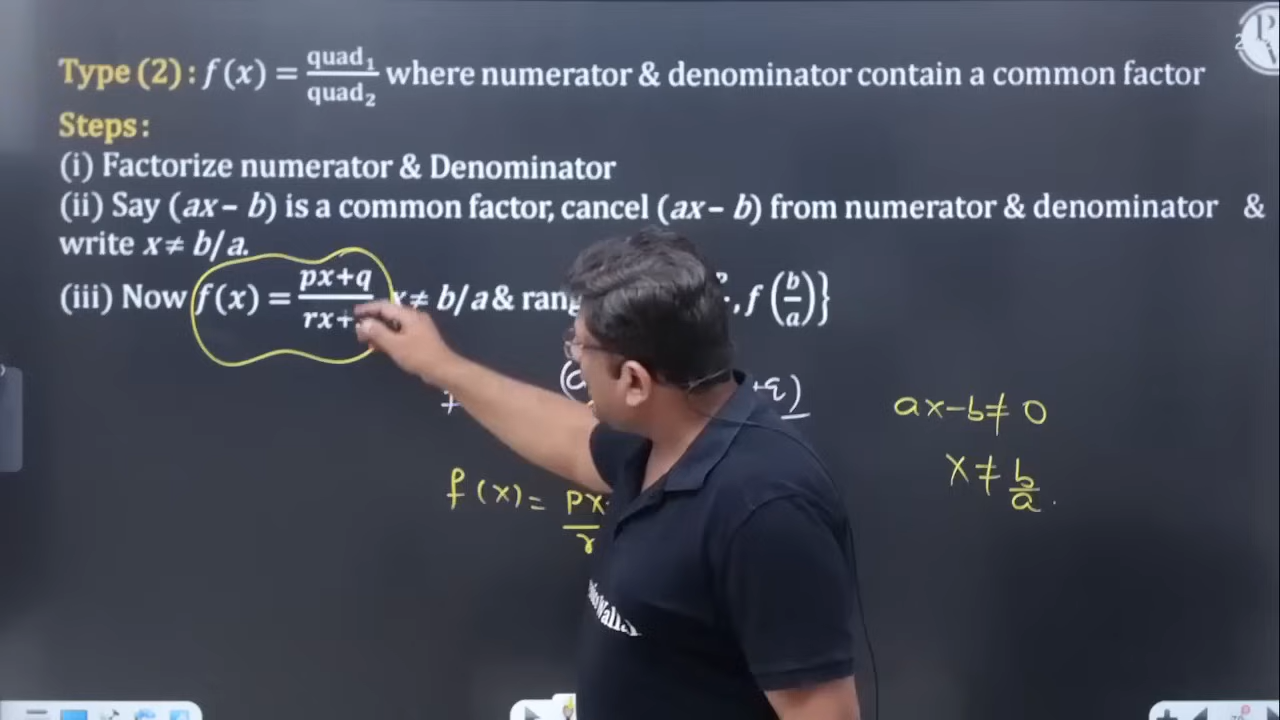 Type (2) : f(x) = quad₁/quad₂ where numerator & denominator contain a common factor
Steps :
(i) Factorize numerator & Denominator
(ii) Say (ax – b) is a common factor, cancel (ax – b) from numerator & denominator &
write x ≠ b/a.
(iii) Now f(x) = px+q / rx+ x ≠ b/a & , f(b/a)}
+q)
ax-b≠0
x≠b/a.
f(x) = px / r